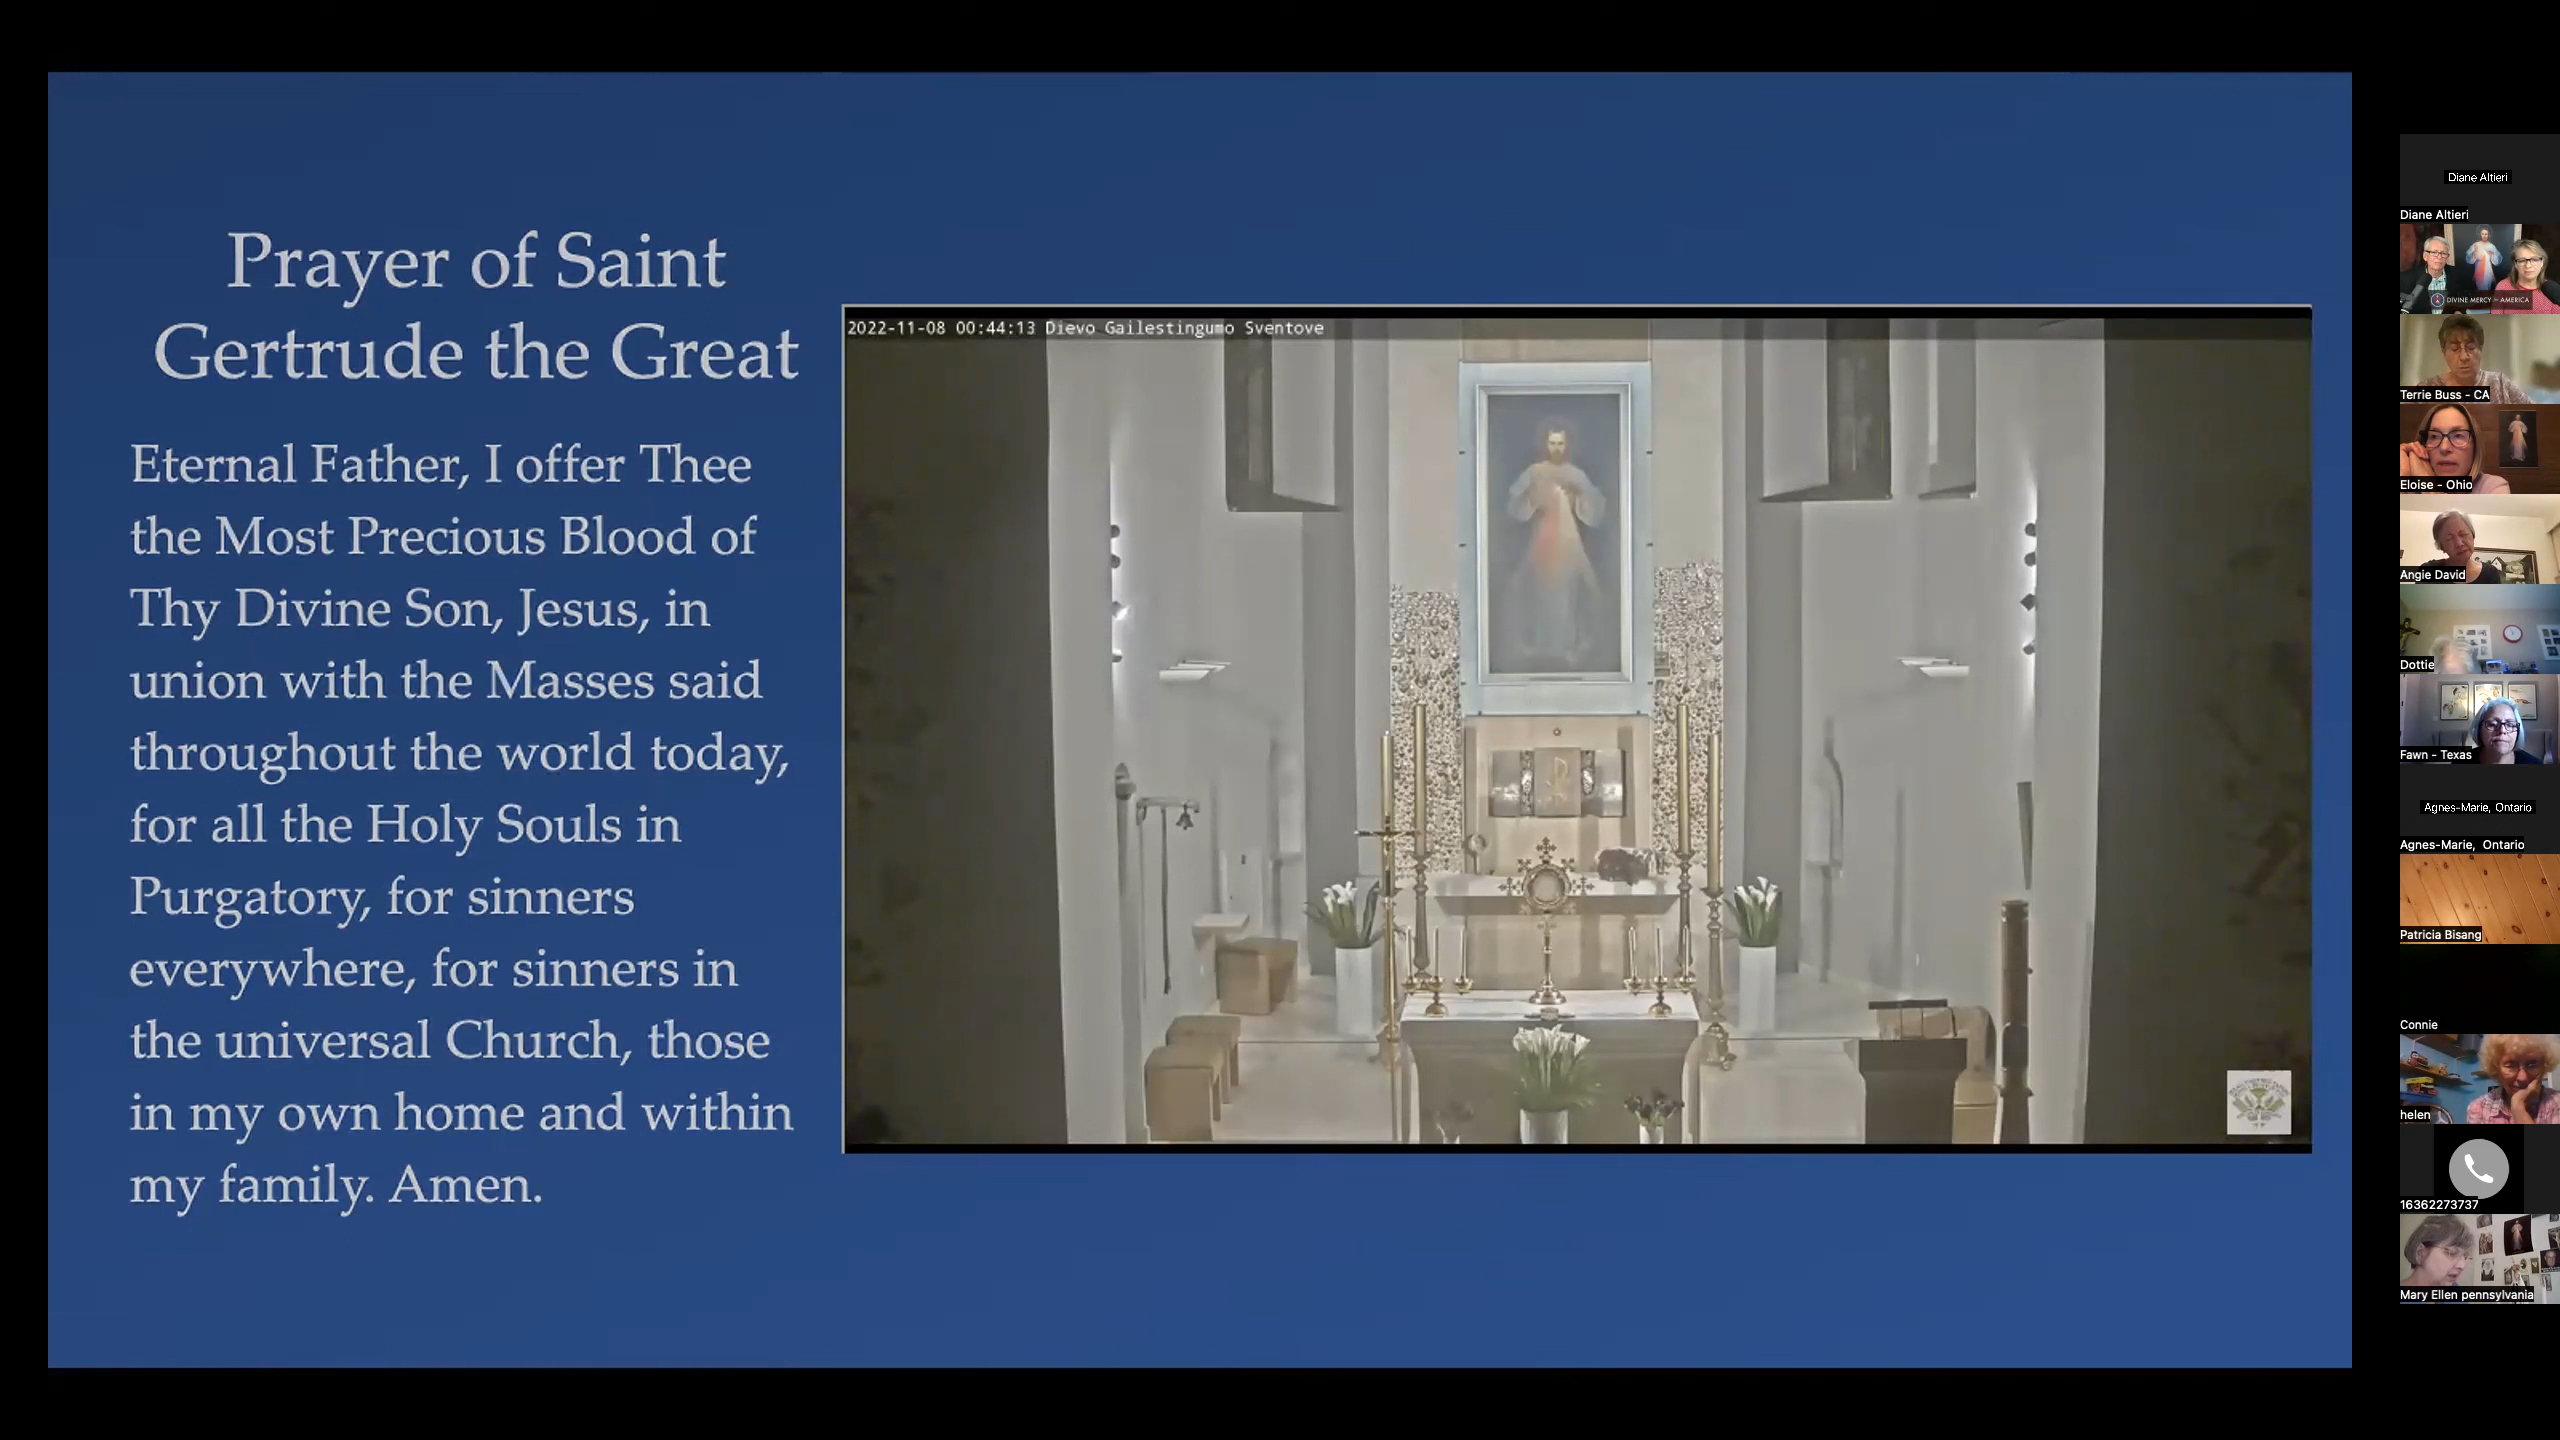 Prayer of Saint
Gertrude the Great
Eternal Father, I offer Thee
the Most Precious Blood of
Thy Divine Son, Jesus, in
union with the Masses said
throughout the world today,
for all the Holy Souls in
Purgatory, for sinners
everywhere, for sinners in
the universal Church, those
in my own home and within
my family. Amen.
2022-11-08 00:44:13 Dievo Gailestingumo Sventove
Diane Altieri
Diane Altieri
DIVINE MERCY for AMERICA
Terrie Buss - CA
Eloise - Ohio
Angie David
Dottie
Fawn - Texas
Agnes-Marie, Ontario
Agnes-Marie, Ontario
Patricia Bisang
Connie
helen
16362273737
Mary Ellen pennsylvania